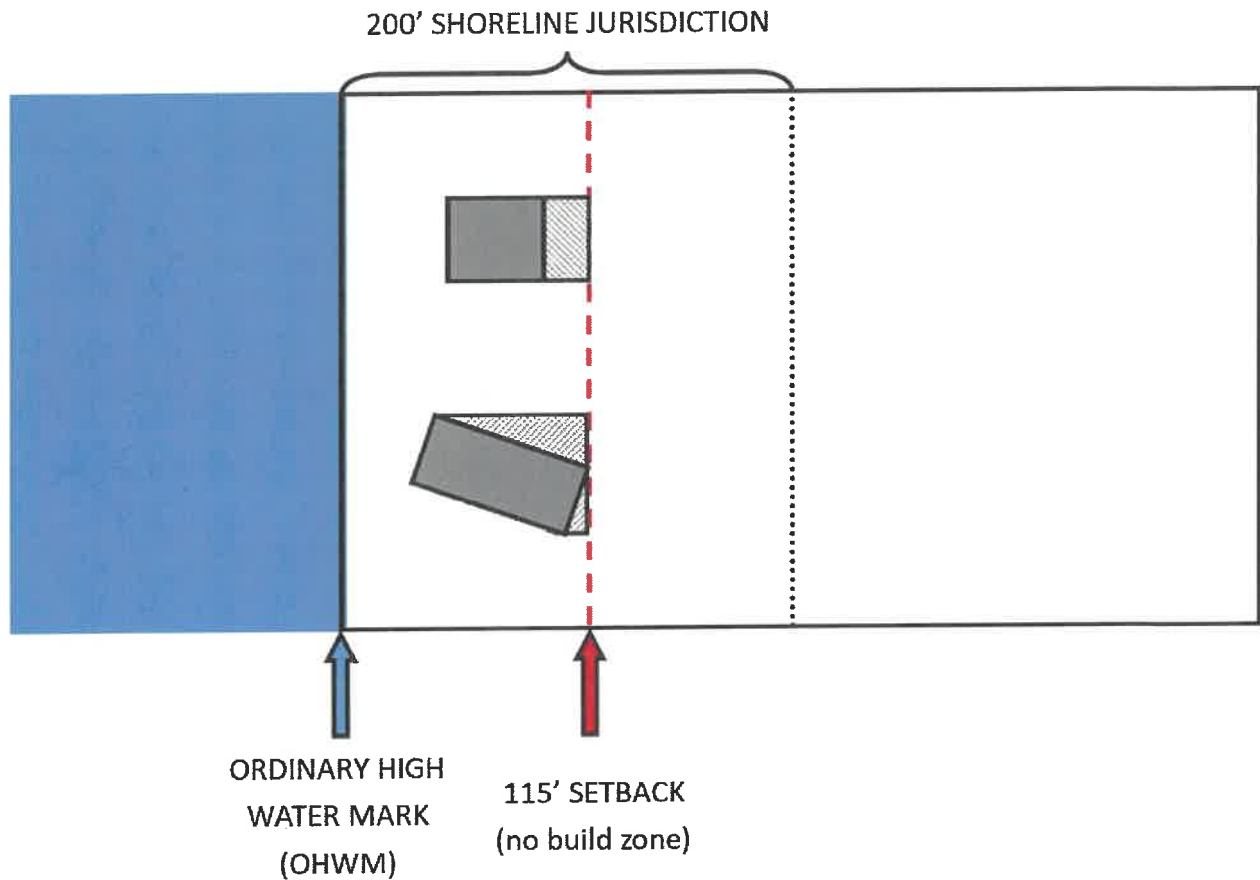 200’ SHORELINE JURISDICTION
ORDINARY HIGH
WATER MARK
(OHWM)
115’ SETBACK
(no build zone)